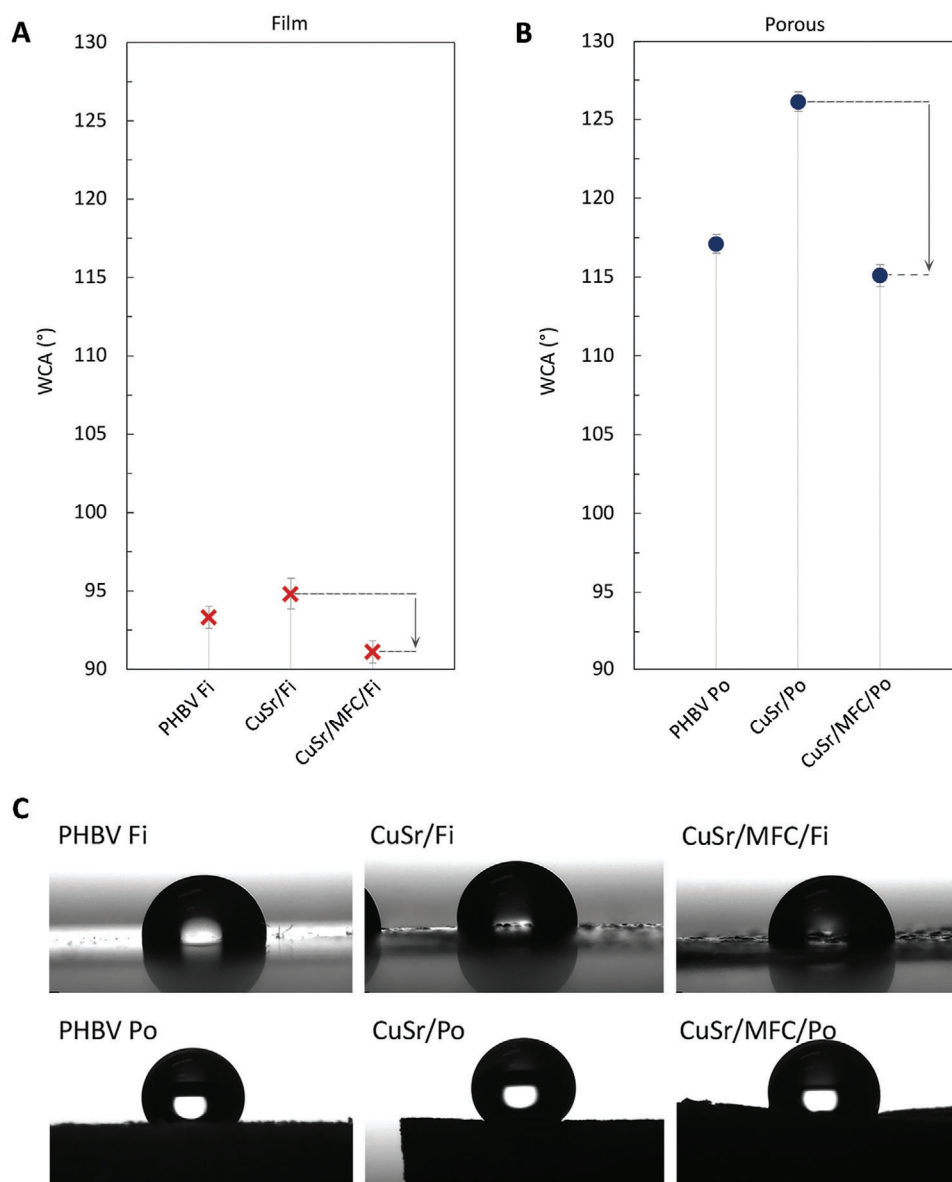 A
Film
130
125
120
115
110
105
100
95
90
WCA (°)
PHBV Fi
CuSr/Fi
CuSr/MFC/Fi
B
Porous
130
125
120
115
110
105
100
95
90
WCA (°)
PHBV Po
CuSr/Po
CuSr/MFC/Po
C
PHBV Fi
CuSr/Fi
CuSr/MFC/Fi
PHBV Po
CuSr/Po
CuSr/MFC/Po